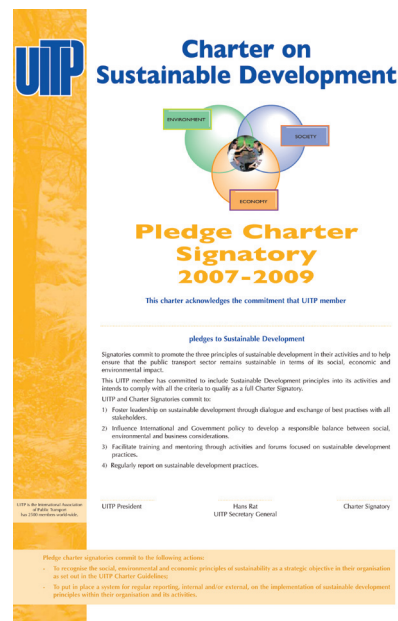 UITP
Charter on
Sustainable Development
ENVIRONMENT
SOCIETY
ECONOMY
Pledge Charter
Signatory
2007-2009
This charter acknowledges the commitment that UITP member
pledges to Sustainable Development
Signatories commit to promote the three principles of sustainable development in their activities and to help
ensure that the public transport sector remains sustainable in terms of its social, economic and
environmental impact.
This UITP member has committed to include Sustainable Development principles into its activities and
intends to comply with all the criteria to qualify as a full Charter Signatory.
UITP and Charter Signatories commit to:
1) Foster leadership on sustainable development through dialogue and exchange of best practises with all
stakeholders.
2) Influence International and Government policy to develop a responsible balance between social,
environmental and business considerations.
3) Facilitate training and mentoring through activities and forums focused on sustainable development
practices.
4) Regularly report on sustainable development practices.
UITP is the International Association
of Public Transport
has 2500 members worldwide.
UITP President
Hans Rat
UITP Secretary General
Charter Signatory
Pledge charter signatories commit to the following actions:
- To recognise the social, environmental and economic principles of sustainability as a strategic objective in their organisation
as set out in the UITP Charter Guidelines;
- To put in place a system for regular reporting, internal and/or external, on the implementation of sustainable development
principles within their organisation and its activities.